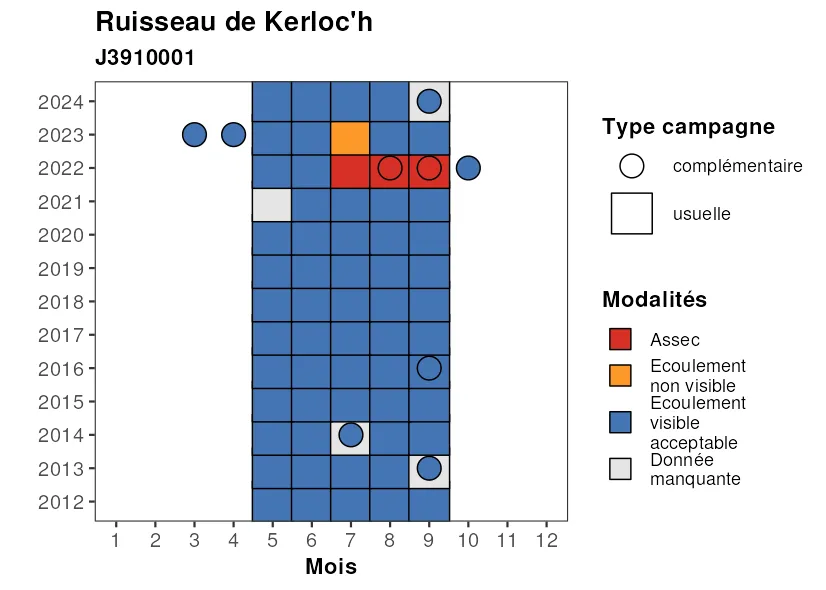 Ruisseau de Kerloc'h
J3910001
2024
2023
2022
2021
2020
2019
2018
2017
2016
2015
2014
2013
2012
1 2 3 4 5 6 7 8 9 10 11 12
Mois
Type campagne
complémentaire
usuelle
Modalités
Assec
Ecoulement
non visible
Ecoulement
visible
acceptable
Donnée
manquante